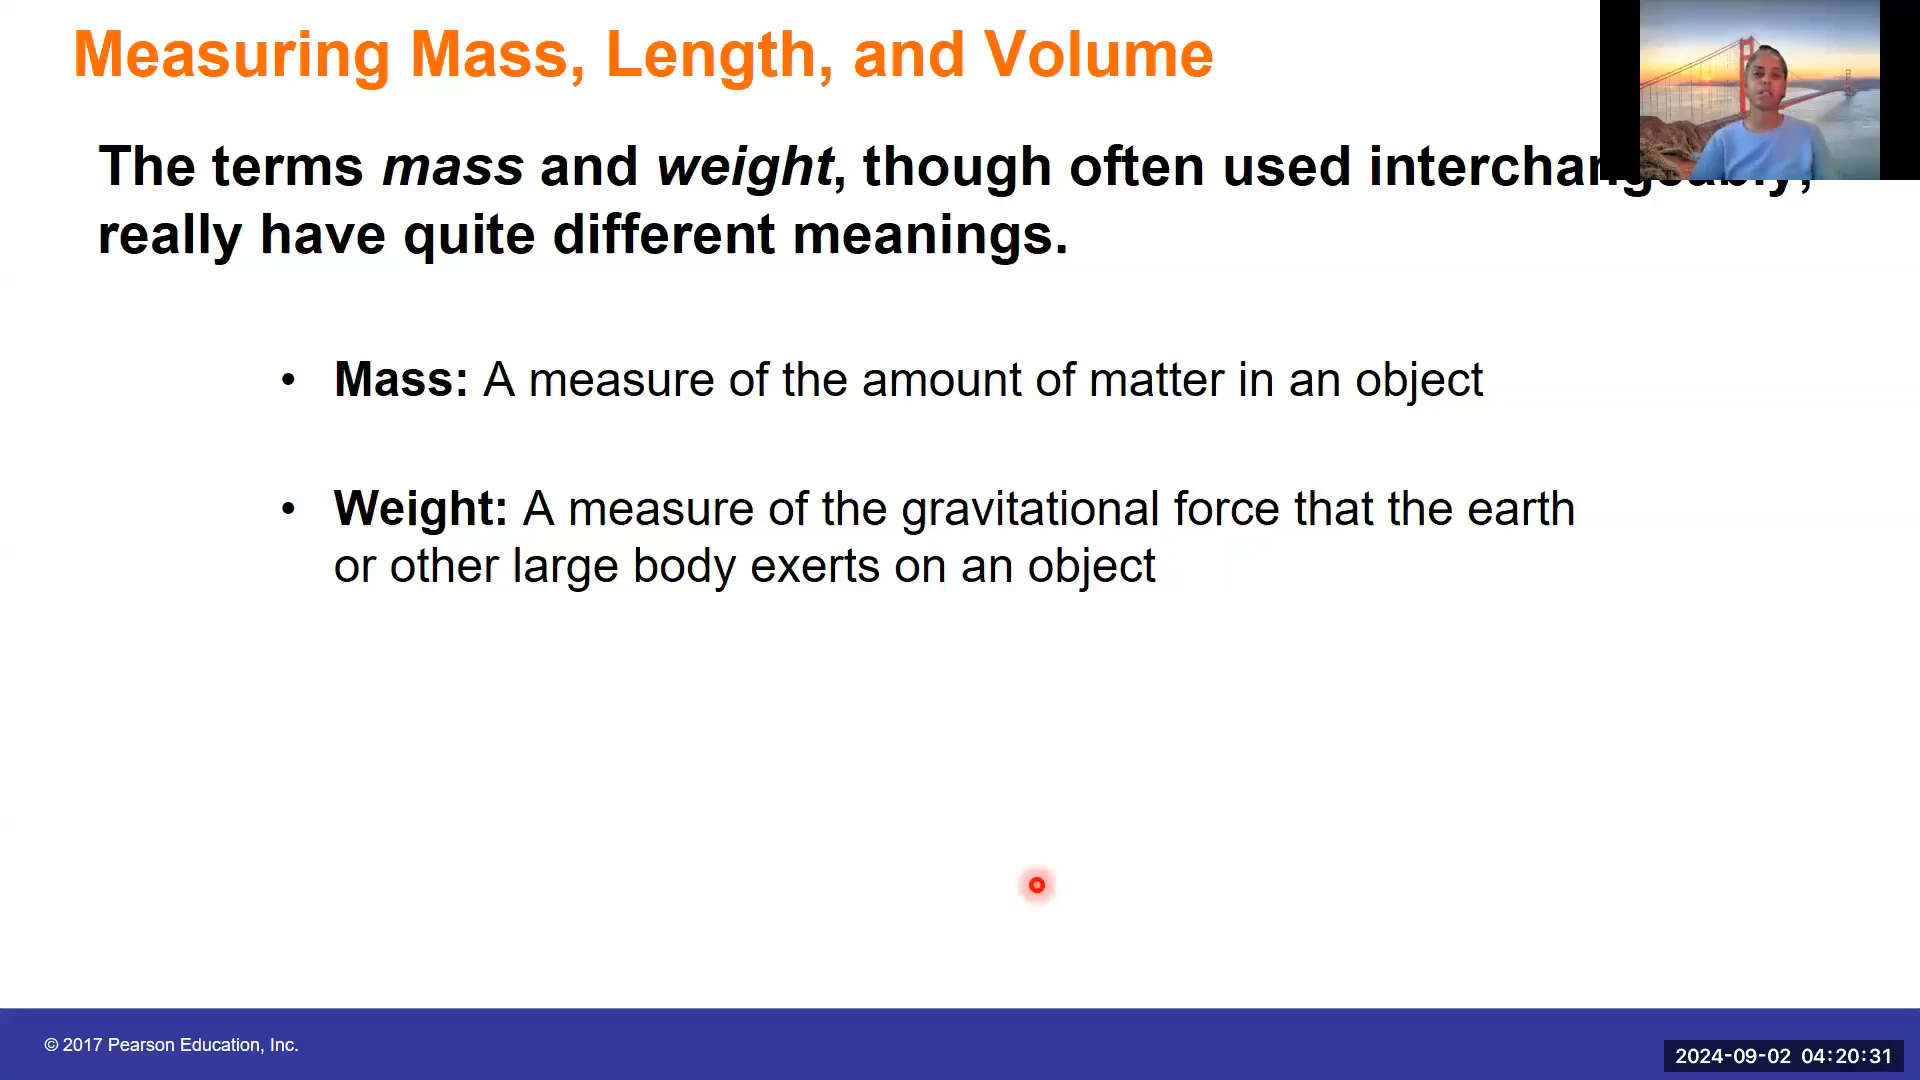 Measuring Mass, Length, and Volume
The terms mass and weight, though often used interchangeably,
really have quite different meanings.
• Mass: A measure of the amount of matter in an object
• Weight: A measure of the gravitational force that the earth
or other large body exerts on an object
© 2017 Pearson Education, Inc.
2024-09-02 04:20:31